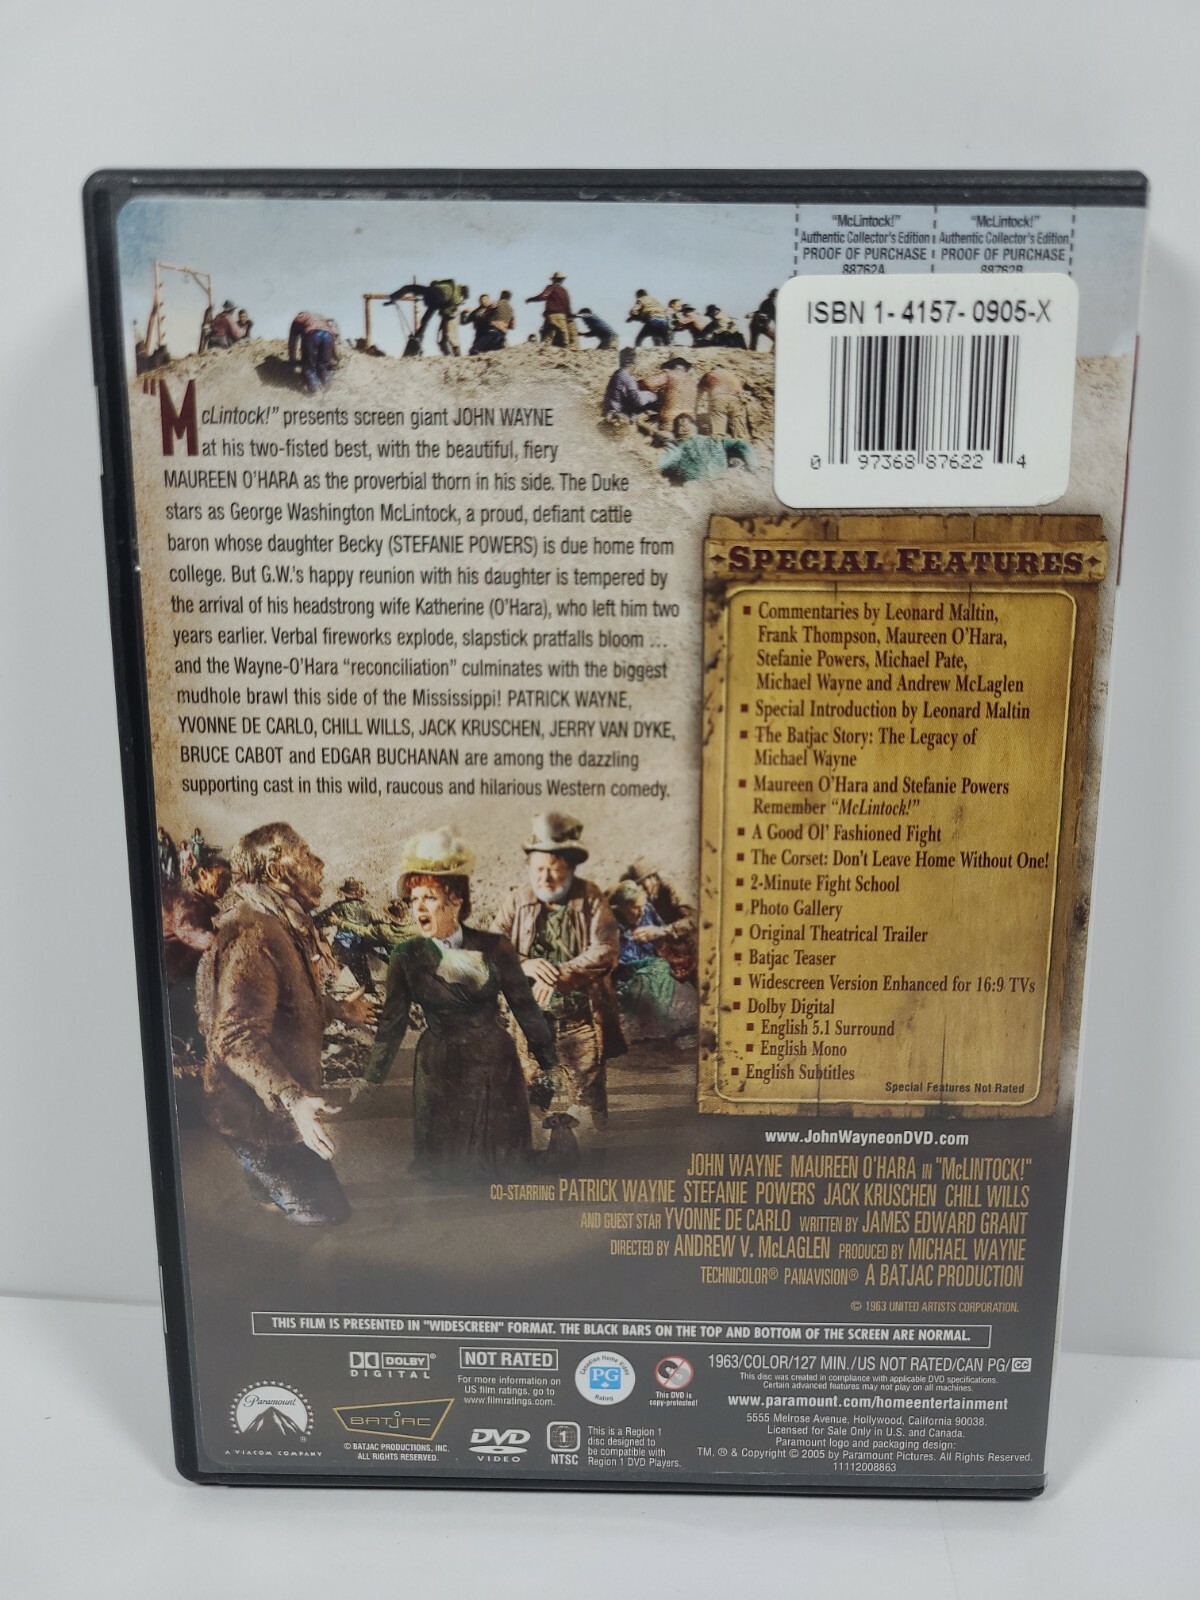 "McLintock!"
Authentic Collector's Edition
PROOF OF PURCHASE
88762A
"McLintock!"
Authentic Collector's Edition
PROOF OF PURCHASE
88762B
ISBN 1-4157-0905-X
0 97368 87622 4
"McLintock!" presents screen giant JOHN WAYNE
at his two-fisted best, with the beautiful, fiery
MAUREEN O'HARA as the proverbial thorn in his side. The Duke
stars as George Washington McLintock, a proud, defiant cattle
baron whose daughter Becky (STEFANIE POWERS) is due home from
college. But G.W.'s happy reunion with his daughter is tempered by
the arrival of his headstrong wife Katherine (O'Hara), who left him two
years earlier. Verbal fireworks explode, slapstick pratfalls bloom ...
and the Wayne-O'Hara "reconciliation" culminates with the biggest
mudhole brawl this side of the Mississippi! PATRICK WAYNE,
YVONNE DE CARLO, CHILL WILLS, JACK KRUSCHEN, JERRY VAN DYKE,
BRUCE CABOT and EDGAR BUCHANAN are among the dazzling
supporting cast in this wild, raucous and hilarious Western comedy.
SPECIAL FEATURES
▪ Commentaries by Leonard Maltin,
Frank Thompson, Maureen O'Hara,
Stefanie Powers, Michael Pate,
Michael Wayne and Andrew McLaglen
▪ Special Introduction by Leonard Maltin
▪ The Batjac Story: The Legacy of
Michael Wayne
▪ Maureen O'Hara and Stefanie Powers
Remember "McLintock!"
▪ A Good Ol' Fashioned Fight
▪ The Corset: Don't Leave Home Without One!
▪ 2-Minute Fight School
▪ Photo Gallery
▪ Original Theatrical Trailer
▪ Batjac Teaser
▪ Widescreen Version Enhanced for 16:9 TVs
▪ Dolby Digital
▪ English 5.1 Surround
▪ English Mono
▪ English Subtitles
Special Features Not Rated
www.JohnWayneonDVD.com
JOHN WAYNE MAUREEN O'HARA IN "McLINTOCK!"
CO-STARRING PATRICK WAYNE STEFANIE POWERS JACK KRUSCHEN CHILL WILLS
AND GUEST STAR YVONNE DE CARLO WRITTEN BY JAMES EDWARD GRANT
DIRECTED BY ANDREW V. McLAGLEN PRODUCED BY MICHAEL WAYNE
TECHNICOLOR® PANAVISION® A BATJAC PRODUCTION
© 1963 UNITED ARTISTS CORPORATION.
THIS FILM IS PRESENTED IN "WIDESCREEN" FORMAT. THE BLACK BARS ON THE TOP AND BOTTOM OF THE SCREEN ARE NORMAL.
Paramount
®
A VIACOM COMPANY
DOLBY®
DIGITAL
BATJAC
© BATJAC PRODUCTIONS, INC.
ALL RIGHTS RESERVED.
NOT RATED
For more information on
US film ratings, go to
www.filmratings.com.
DVD
VIDEO
1
NTSC
Canadian Home Video
PG
Rated
This DVD is
copy-protected!
This is a Region 1
disc designed to
be compatible with
Region 1 DVD Players.
1963/COLOR/127 MIN./US NOT RATED/CAN PG/CC
This disc was created in compliance with applicable DVD specifications.
Certain advanced features may not play on all machines.
www.paramount.com/homeentertainment
5555 Melrose Avenue, Hollywood, California 90038.
Licensed for Sale Only in U.S. and Canada.
Paramount logo and packaging design:
TM, ® & Copyright © 2005 by Paramount Pictures. All Rights Reserved.
11112008863